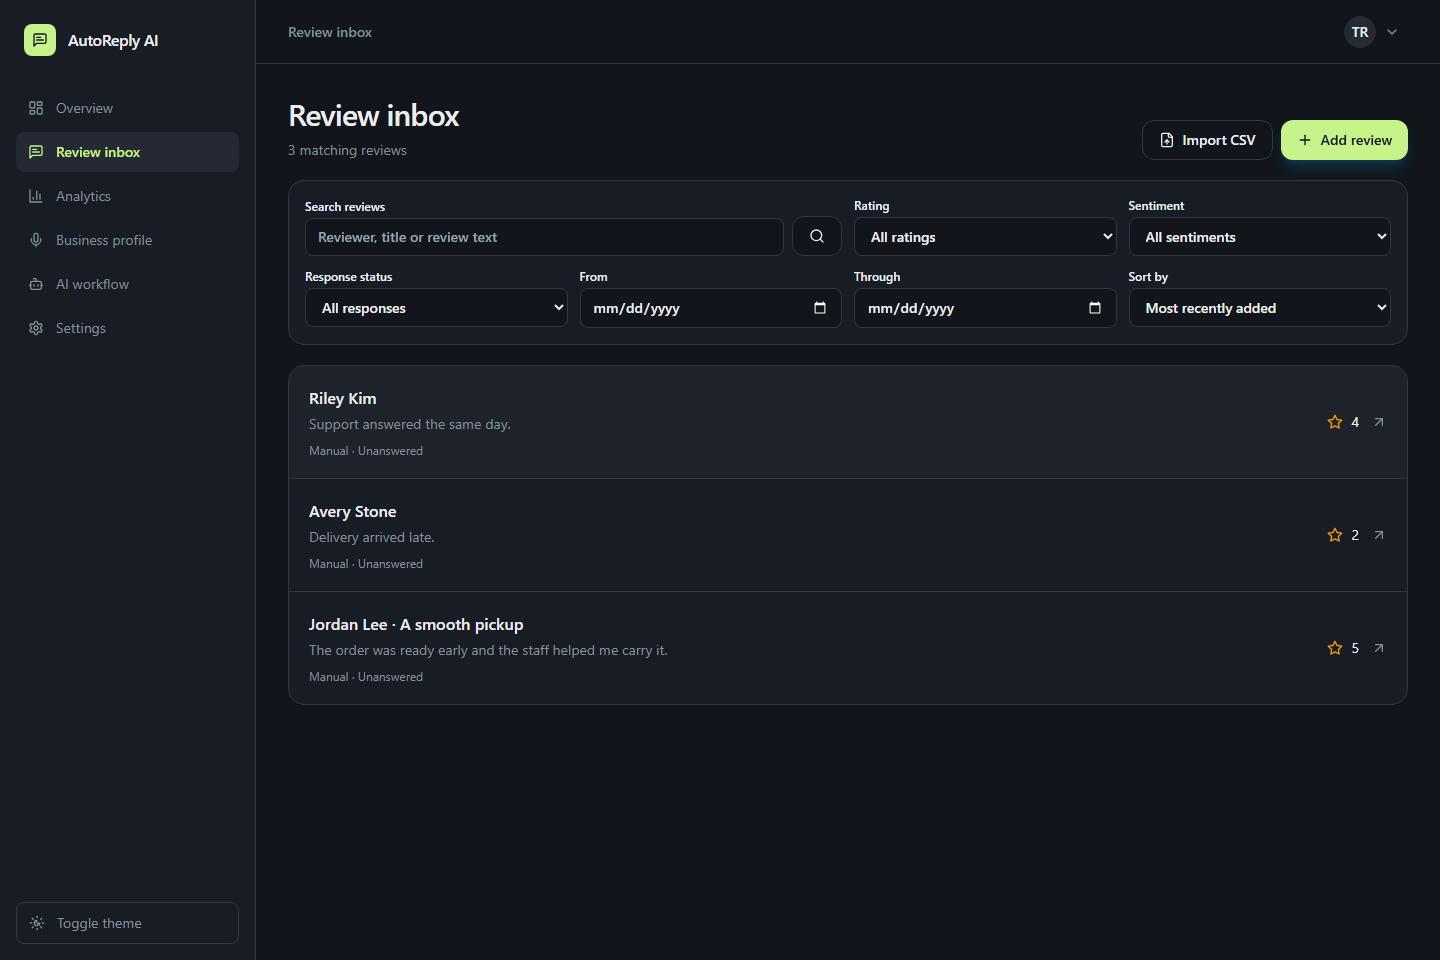 AutoReply AI
Overview
Review inbox
Analytics
Business profile
AI workflow
Settings
Toggle theme
Review inbox
TR
Review inbox
3 matching reviews
Import CSV
Add review
Search reviews
Reviewer, title or review text
Rating
All ratings
Sentiment
All sentiments
Response status
All responses
From
mm/dd/yyyy
Through
mm/dd/yyyy
Sort by
Most recently added
Riley Kim
Support answered the same day.
Manual · Unanswered
4
Avery Stone
Delivery arrived late.
Manual · Unanswered
2
Jordan Lee · A smooth pickup
The order was ready early and the staff helped me carry it.
Manual · Unanswered
5